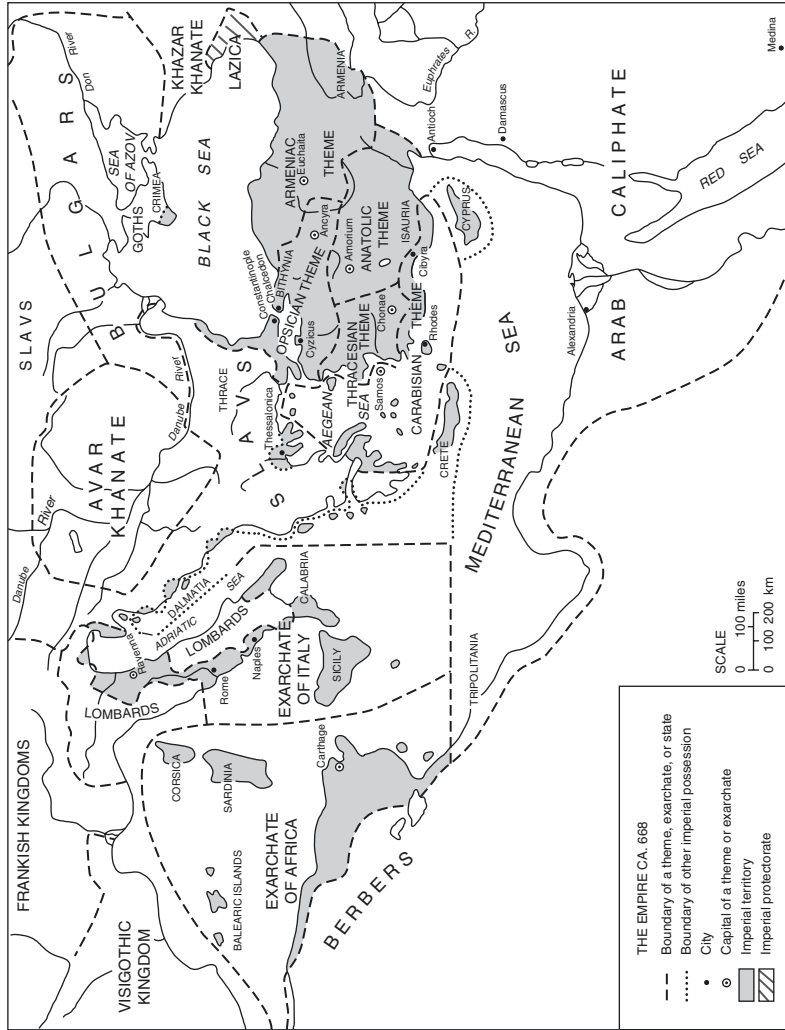 FRANKISH KINGDOMS
VISIGOTHIC
KINGDOM
LOMBARDS
Danube
River
AVAR
KHANATE
SLAVS
BULGARS
Don
River
KHAZAR
KHANATE
LAZICA
SEA
OF AZOV
CRIMEA
GOTHS
BLACK SEA
Danube
River
THRACE
SLAVS
Ravenna
DALMATIA
ADRIATIC SEA
LOMBARDS
Rome
Naples
CALABRIA
EXARCHATE
OF ITALY
SICILY
CORSICA
SARDINIA
BALEARIC ISLANDS
EXARCHATE
OF AFRICA
Carthage
BERBERS
TRIPOLITANIA
Thessalonica
AEGEAN
SEA
Constantinople
Chalcedon
BITHYNIA
OPSICIAN THEME
Cyzicus
Ancyra
ARMENIAC
Euchaita
THEME
ARMENIA
Amorium
ANATOLIC
THEME
THRACESIAN
THEME
Chonae
Samos
CARABISIAN
THEME
ISAURIA
Cibyra
Rhodes
CRETE
CYPRUS
MEDITERRANEAN
SEA
Antioch
Euphrates
R.
Damascus
Alexandria
ARAB
CALIPHATE
RED SEA
Medina
SCALE
0 100 miles
0 100 200 km
THE EMPIRE CA. 668
Boundary of a theme, exarchate, or state
Boundary of other imperial possession
City
Capital of a theme or exarchate
Imperial territory
Imperial protectorate